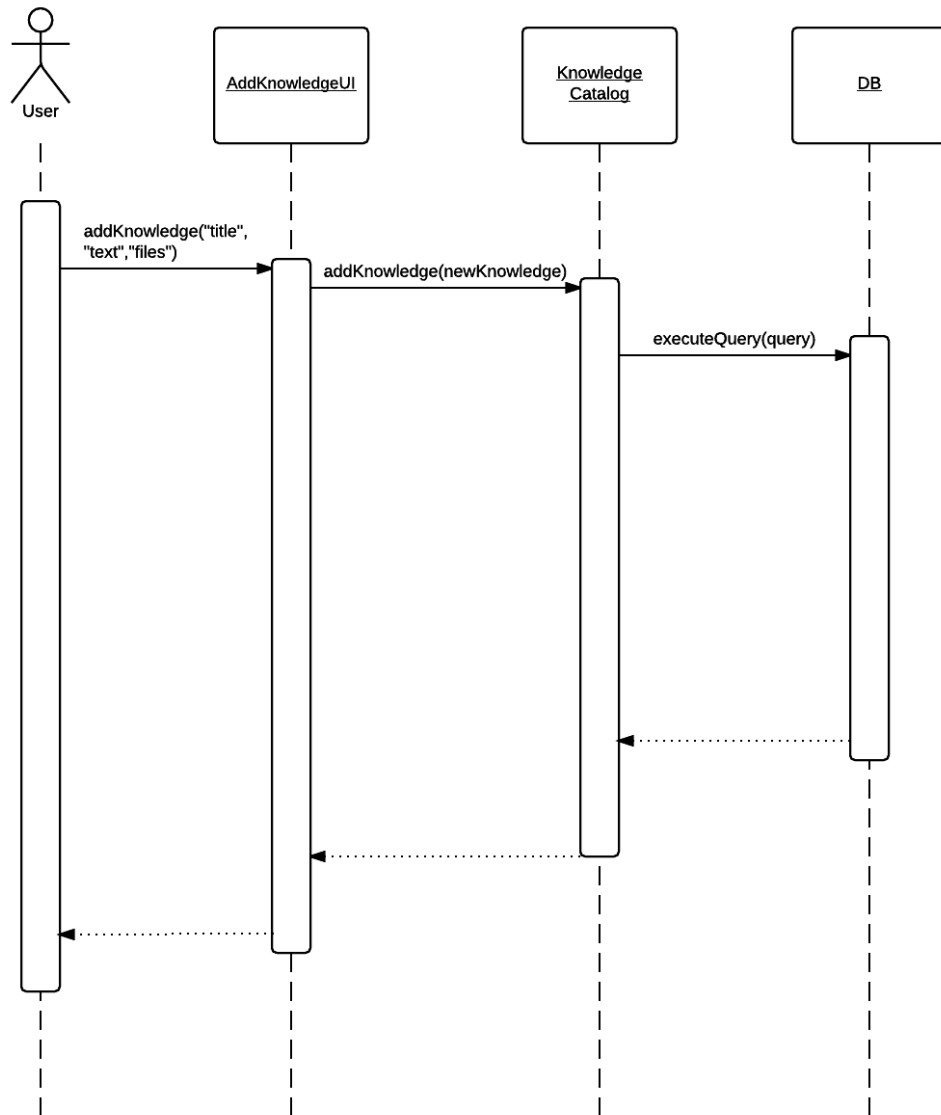 User
AddKnowledgeUI
Knowledge
Catalog
DB
addKnowledge("title",
"text","files")
addKnowledge(newKnowledge)
executeQuery(query)